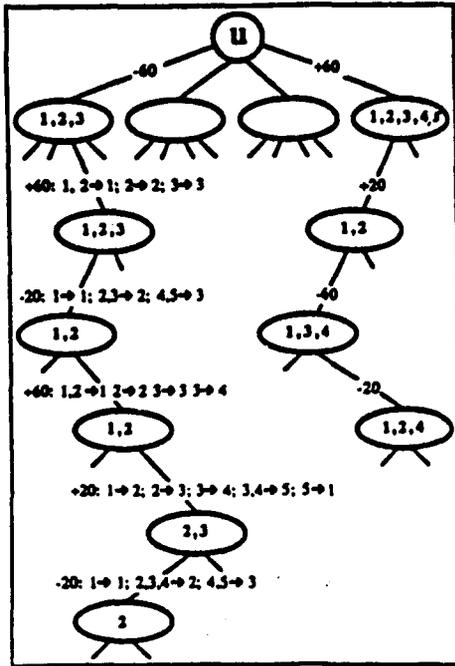 U
-60 +60
1,2,3 1,2,3,4,5
+60: 1, 2→1; 2→2; 3→3 +20
1,2,3 1,2
-20: 1→1; 2,3→2; 4,5→3 -60
1,2 1,3,4
+60: 1,2→1 2→2 3→3 3→4 -20
1,2 1,2,4
+20: 1→2; 2→3; 3→4; 3,4→5; 5→1
2,3
-20: 1→1; 2,3,4→2; 4,5→3
2